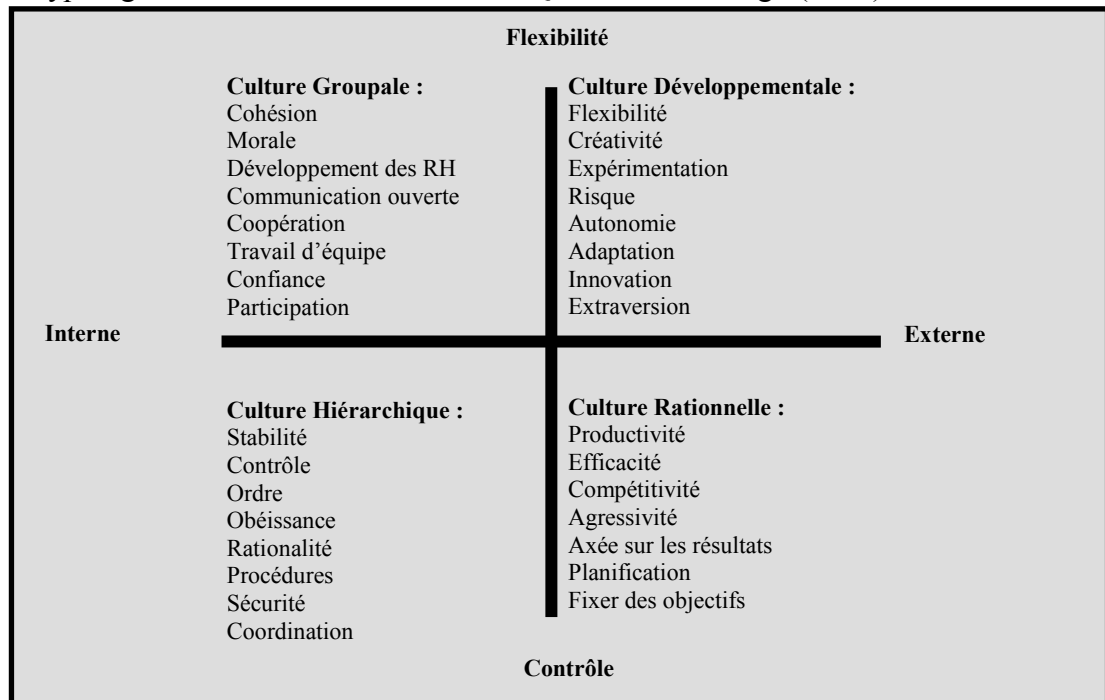 Flexibilité
Culture Groupale :
Cohésion
Morale
Développement des RH
Communication ouverte
Coopération
Travail d'équipe
Confiance
Participation
Culture Développementale :
Flexibilité
Créativité
Expérimentation
Risque
Autonomie
Adaptation
Innovation
Extraversion
Interne
Externe
Culture Hiérarchique :
Stabilité
Contrôle
Ordre
Obéissance
Rationalité
Procédures
Sécurité
Coordination
Culture Rationnelle :
Productivité
Efficacité
Compétitivité
Agressivité
Axée sur les résultats
Planification
Fixer des objectifs
Contrôle